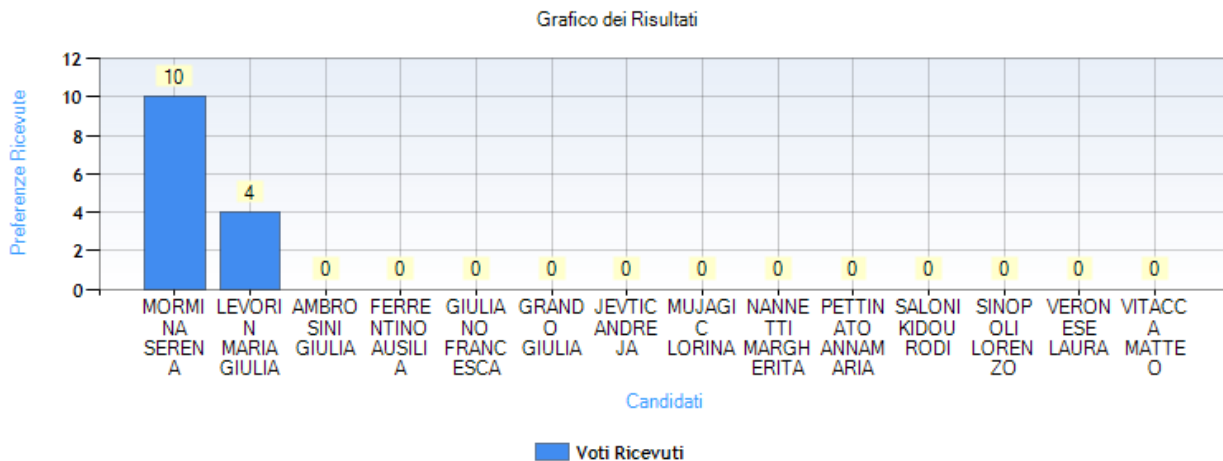 Grafico dei Risultati
Preferenze Ricevute
12
10
8
6
4
2
0
10
4
0
0
0
0
0
0
0
0
0
0
0
0
MORMI
NA
SEREN
A
LEVORI
N
MARIA
GIULIA
AMBRO
SINI
GIULIA
FERRE
NTINO
AUSILI
A
GIULIA
NO
FRANC
ESCA
GRAND
O
GIULIA
JEVTIC
ANDRE
JA
MUJAGI
C
LORINA
NANNE
TTI
MARGH
ERITA
PETTIN
ATO
ANNAM
ARIA
SALONI
KIDOU
RODI
SINOP
OLI
LOREN
ZO
VERON
ESE
LAURA
VITACC
A
MATTE
O
Candidati
Voti Ricevuti